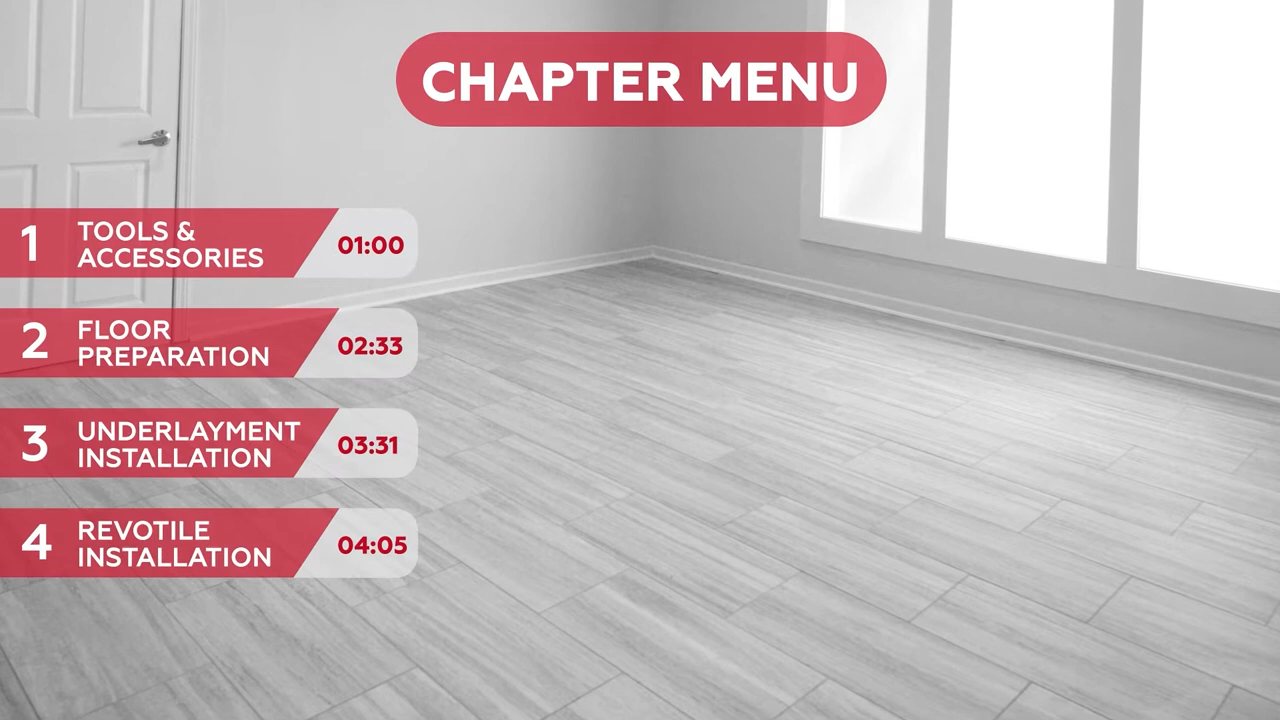 CHAPTER MENU
1
TOOLS &
ACCESSORIES
01:00
2
FLOOR
PREPARATION
02:33
3
UNDERLAYMENT
INSTALLATION
03:31
4
REVOTILE
INSTALLATION
04:05